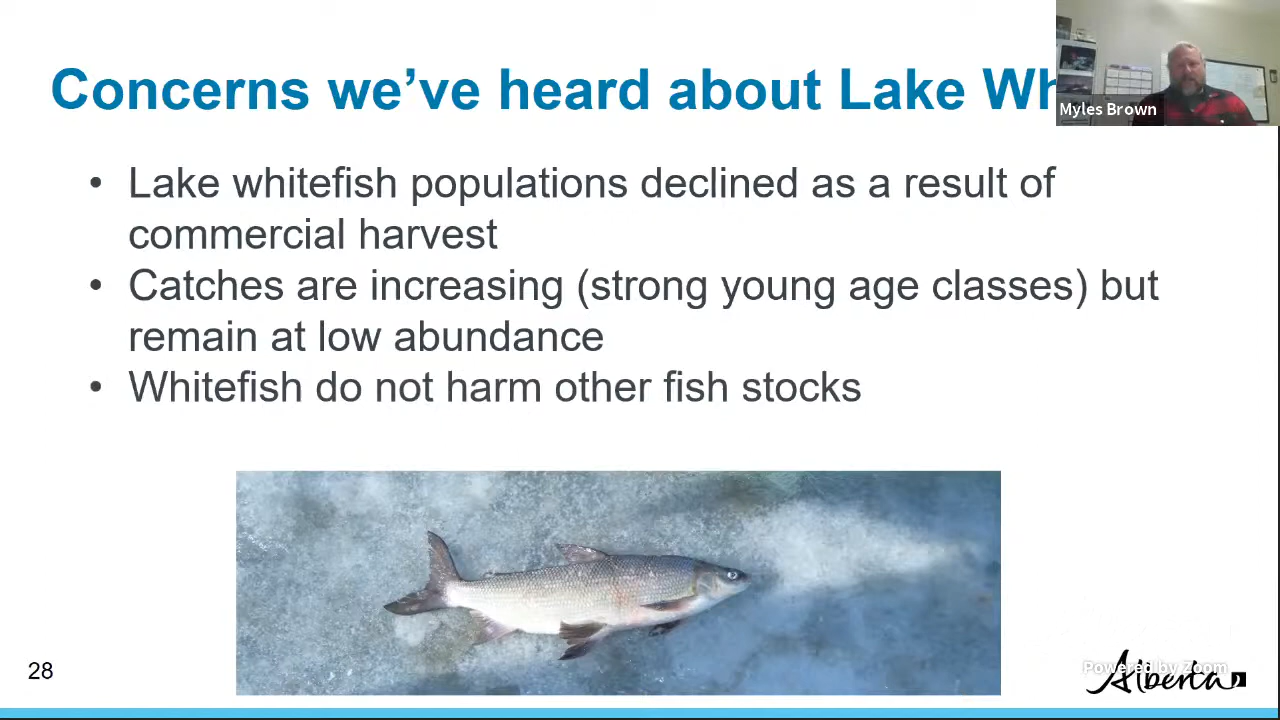 Concerns we’ve heard about Lake Wh
Myles Brown
• Lake whitefish populations declined as a result of
commercial harvest
• Catches are increasing (strong young age classes) but
remain at low abundance
• Whitefish do not harm other fish stocks
28
Powered by Zoom
Alberta